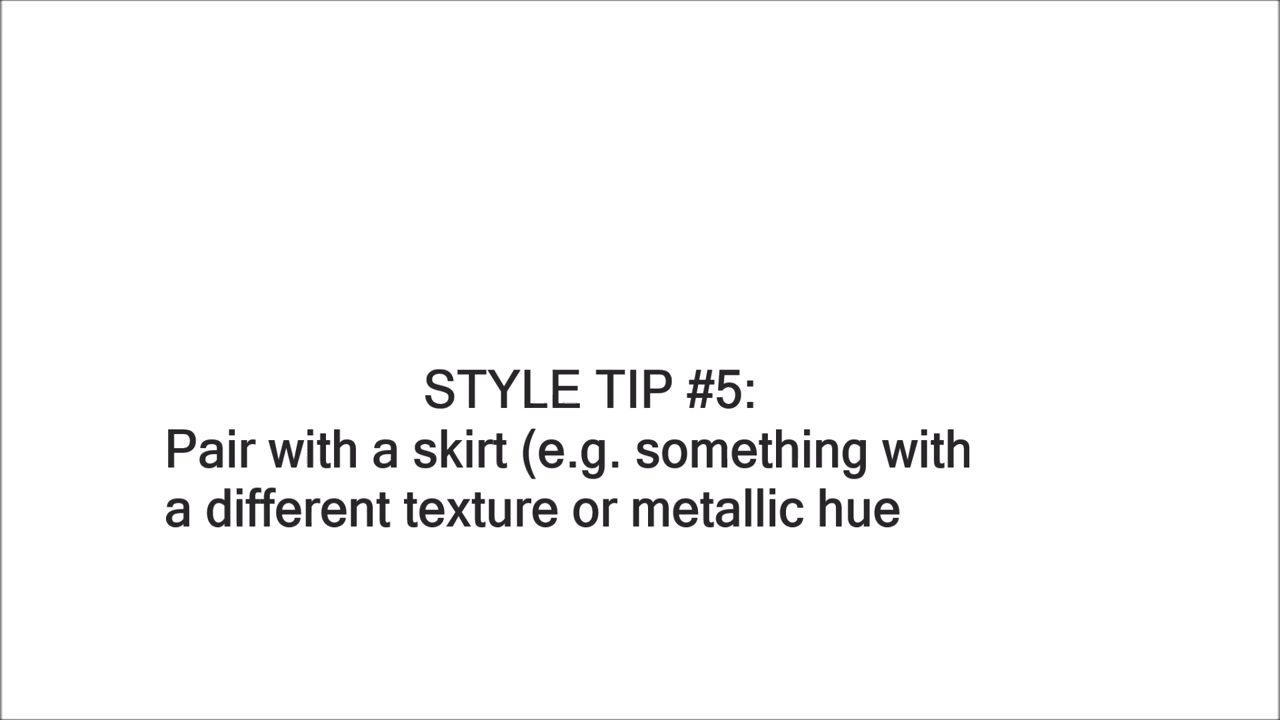 STYLE TIP #5:
Pair with a skirt (e.g. something with
a different texture or metallic hue